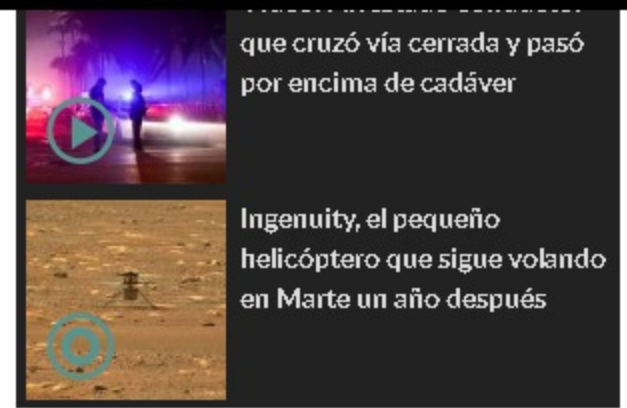 que cruzó vía cerrada y pasó
por encima de cadáver
Ingenuity, el pequeño
helicóptero que sigue volando
en Marte un año después